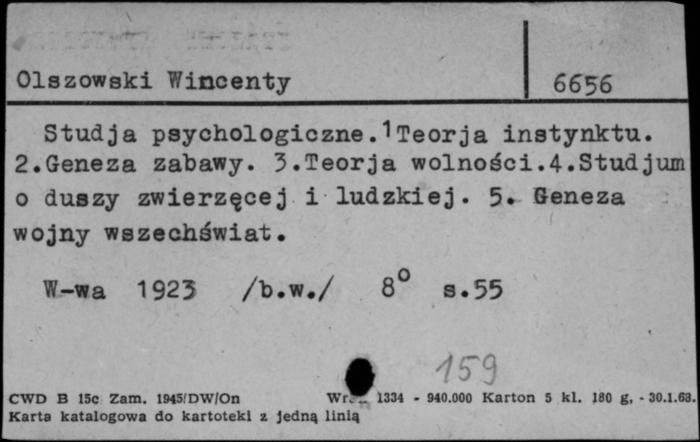 Olszowski Wincenty 6656
Studja psychologiczne.1Teorja instynktu.
2.Geneza zabawy. 3.Teorja wolności.4.Studjum
o duszy zwierzęcej i ludzkiej. 5. Geneza
wojny wszechświat.
W-wa 1923 /b.w./ 8° s.55
159
CWD B 15c Zam. 1945/DW/On 1334 - 940.000 Karton 5 kl. 180 g, - 30.1.68.
Karta katalogowa do kartoteki z jedną linią